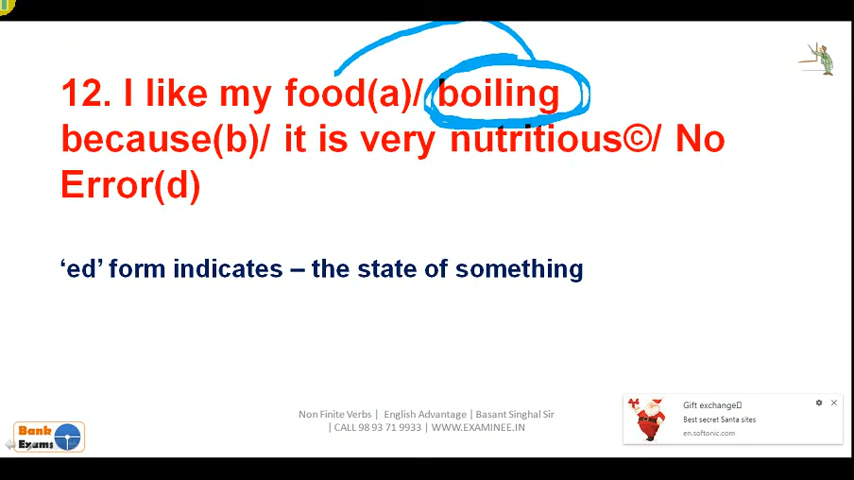 12. I like my food(a)/ boiling
because(b)/ it is very nutritious©/ No
Error(d)
‘ed’ form indicates – the state of something
Non Finite Verbs | English Advantage | Basant Singhal Sir
| CALL 98 93 71 9933 | WWW.EXAMINEE.IN
Bank
Exams
Gift exchange
Best secret Santa sites
en.softonic.com